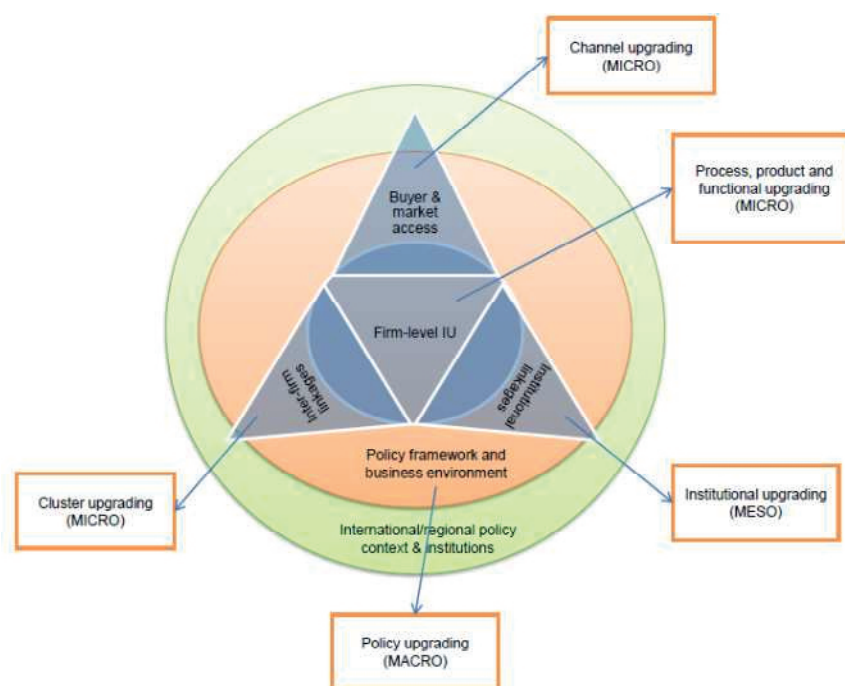 Channel upgrading
(MICRO)
Process, product and
functional upgrading
(MICRO)
Buyer &
market
access
Firm-level IU
Inter-firm
linkages
Institutional
linkages
Policy framework and
business environment
Cluster upgrading
(MICRO)
Institutional upgrading
(MESO)
International/regional policy
context & institutions
Policy upgrading
(MACRO)